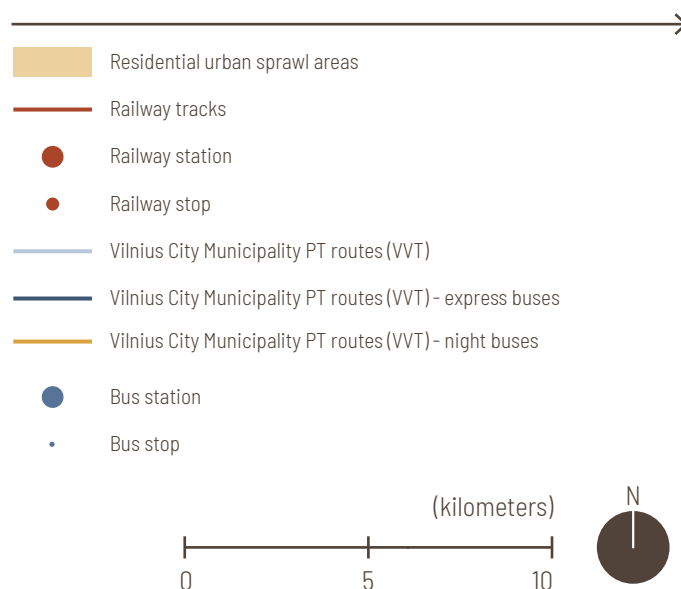 Residential urban sprawl areas
Railway tracks
Railway station
Railway stop
Vilnius City Municipality PT routes (VVT)
Vilnius City Municipality PT routes (VVT) - express buses
Vilnius City Municipality PT routes (VVT) - night buses
Bus station
Bus stop
(kilometers)
N
0 5 10